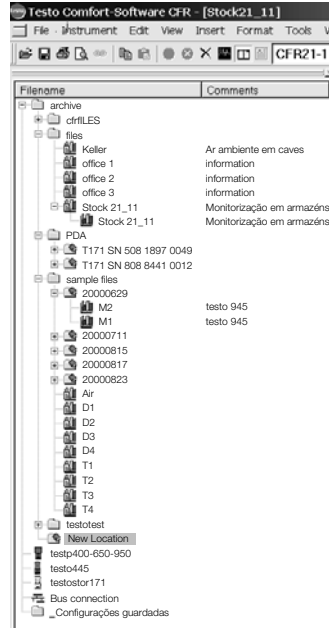 Testo Comfort-Software CFR - [Stock21_11]
File Instrument Edit View Insert Format Tools
CFR21-1
Filename Comments
archive
cfrfILES
files
Keller Ar ambiente em caves
office 1 information
office 2 information
office 3 information
Stock 21_11 Monitorização em armazéns
Stock 21_11 Monitorização em armazéns
PDA
T171 SN 508 1897 0049
T171 SN 808 8441 0012
sample files
20000629
M2 testo 945
M1 testo 945
20000711
20000815
20000817
20000823
Air
D1
D2
D3
D4
T1
T2
T3
T4
testotest
New Location
testp400-650-950
testo445
testostor171
Bus connection
_Configurações guardadas